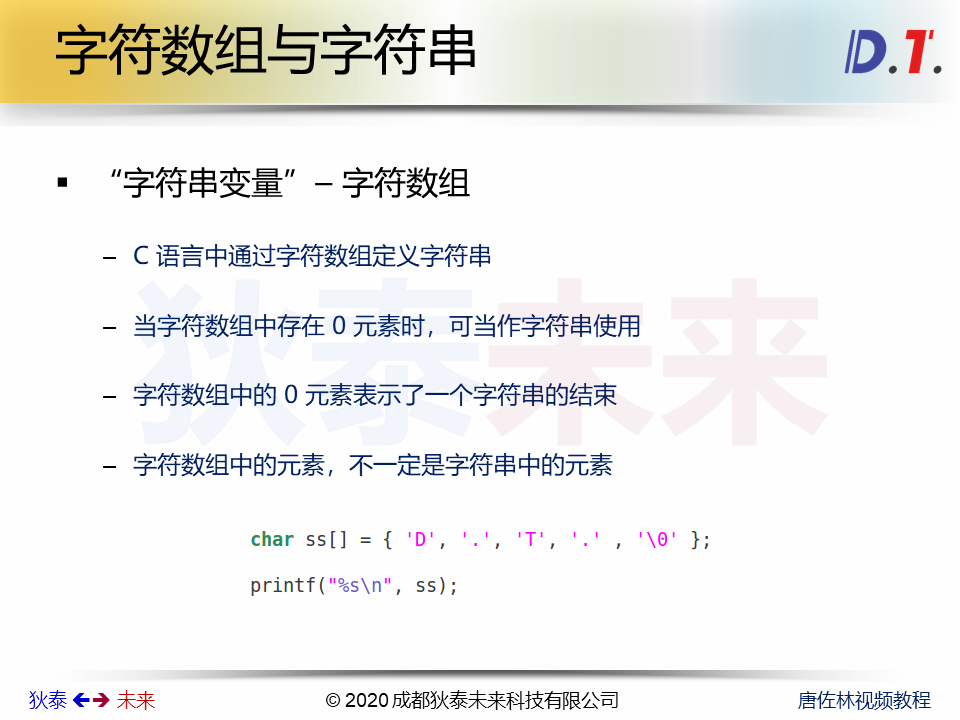 字符数组与字符串
D.T.
▪ “字符串变量” – 字符数组
– C 语言中通过字符数组定义字符串
– 当字符数组中存在 0 元素时，可当作字符串使用
– 字符数组中的 0 元素表示了一个字符串的结束
– 字符数组中的元素，不一定是字符串中的元素
狄泰未来
char ss[] = { 'D', '.', 'T', '.' , '\0' };
printf("%s\n", ss);
狄泰 未来
© 2020 成都狄泰未来科技有限公司
唐佐林视频教程